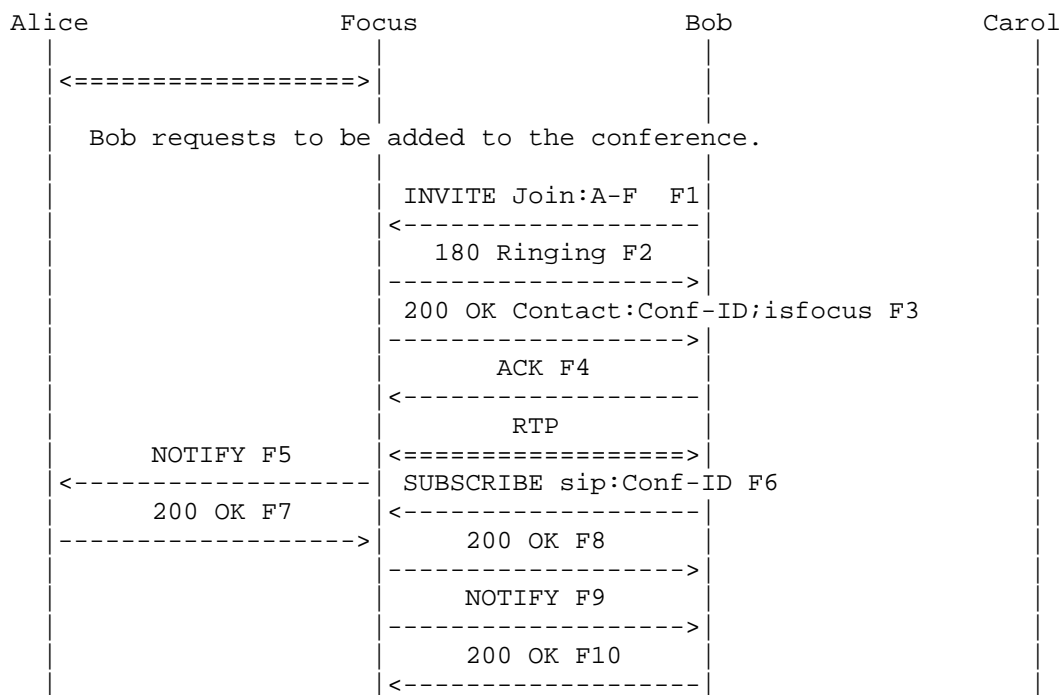 Alice Focus Bob Carol
Bob requests to be added to the conference.
INVITE Join:A-F F1
180 Ringing F2
200 OK Contact:Conf-ID;isfocus F3
ACK F4
RTP
NOTIFY F5
SUBSCRIBE sip:Conf-ID F6
200 OK F7
200 OK F8
NOTIFY F9
200 OK F10